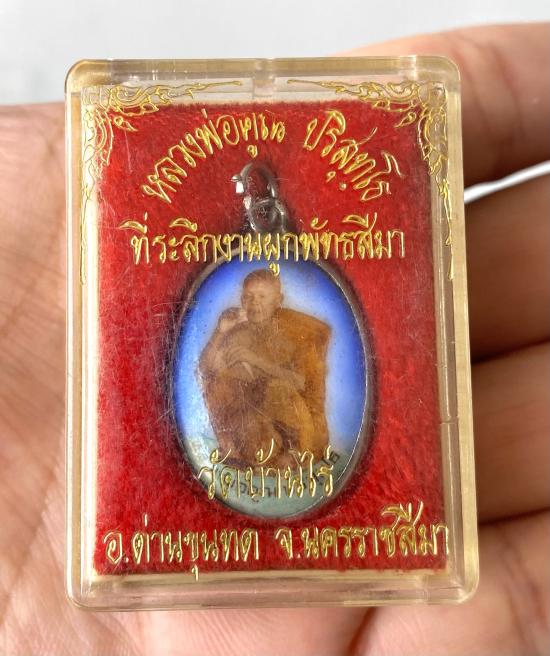 หลวงพ่อคูณ ปริสุทฺโธ
ที่ระลึกงานผูกพัทธสีมา
วัดบ้านไร่
อ.ด่านขุนทด จ.นครราชสีมา